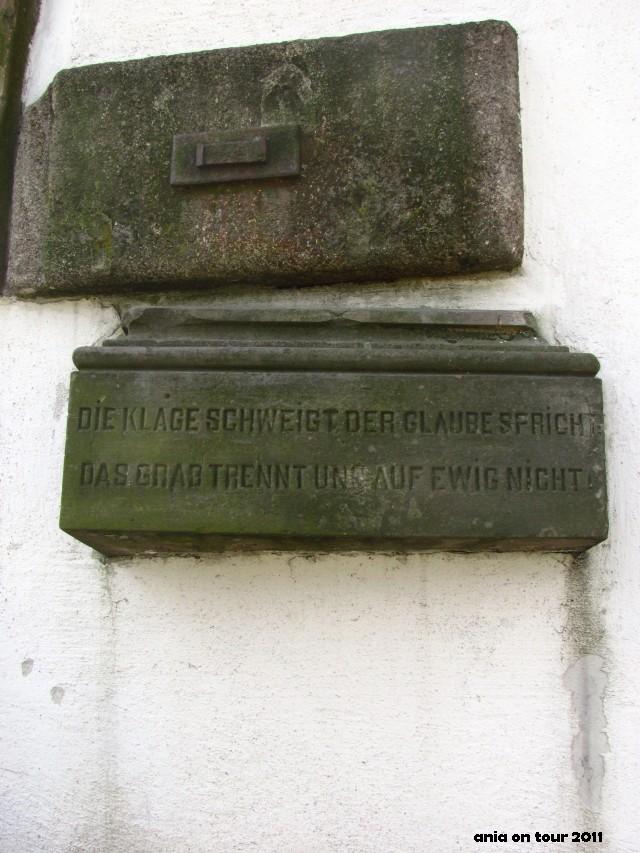 DIE KLAGE SCHWEIGT DER GLAUBE SPRICHT
DAS GRAB TRENNT UNS AUF EWIG NICHT.
ania on tour 2011